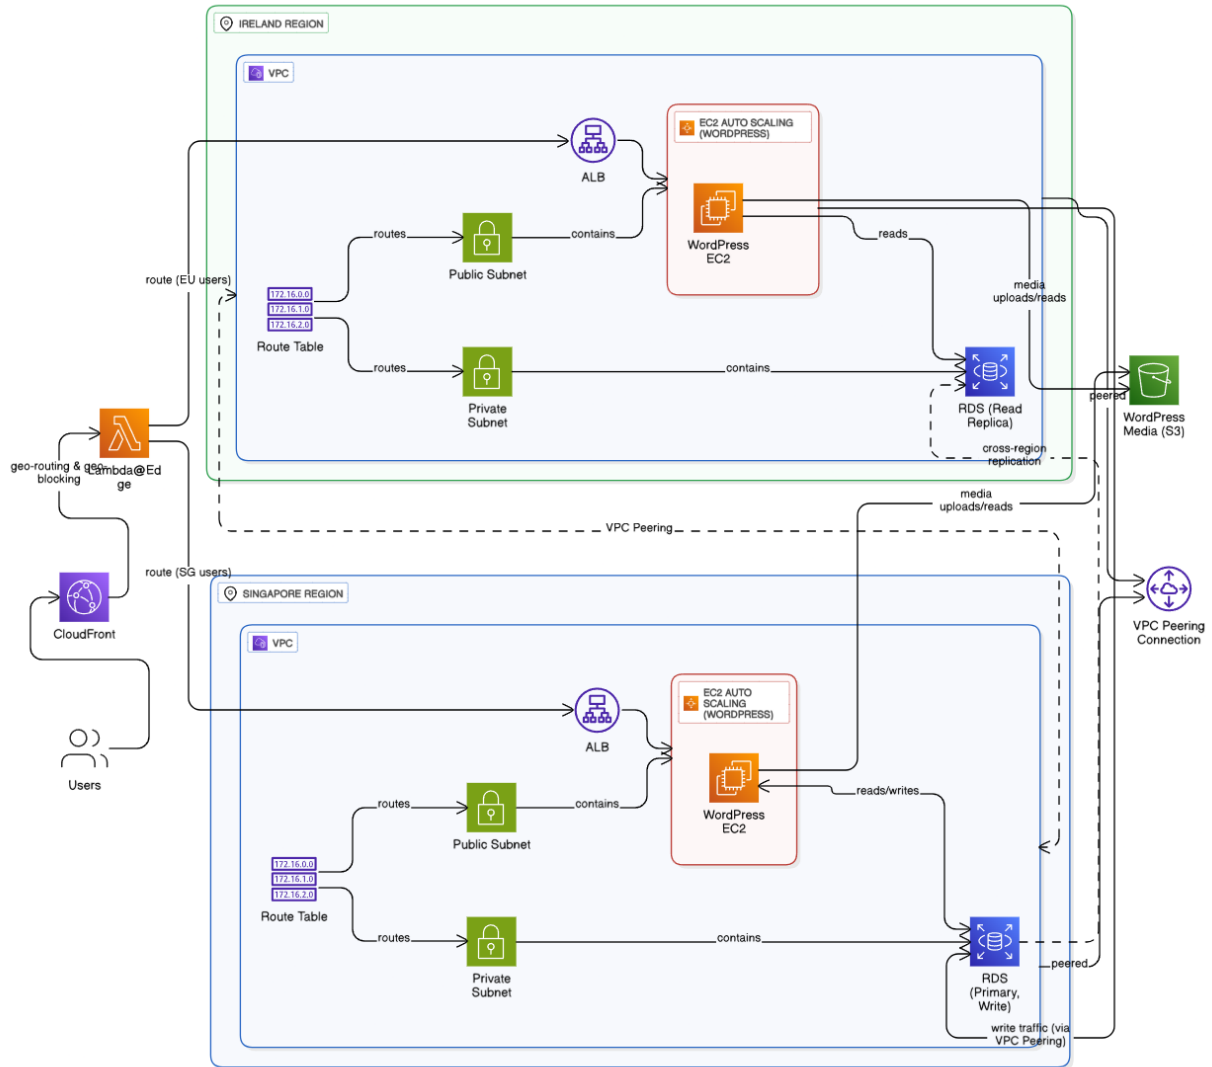 IRELAND REGION
VPC
EC2 AUTO SCALING
(WORDPRESS)
ALB
WordPress
EC2
routes
contains
reads
Public Subnet
route (EU users)
media
uploads/reads
172.16.0.0
172.16.1.0
172.16.2.0
Route Table
routes
contains
Private
Subnet
RDS (Read
Replica)
peered
WordPress
Media (S3)
cross-region
replication
geo-routing & geo-
blocking
Lambda@Ed
ge
media
uploads/reads
VPC Peering
route (SG users)
SINGAPORE REGION
CloudFront
VPC Peering
Connection
VPC
EC2 AUTO
SCALING
(WORDPRESS)
ALB
Users
WordPress
EC2
reads/writes
routes
contains
Public Subnet
172.16.0.0
172.16.1.0
172.16.2.0
Route Table
routes
contains
Private
Subnet
RDS
(Primary,
Write)
peered
write traffic (via
VPC Peering)